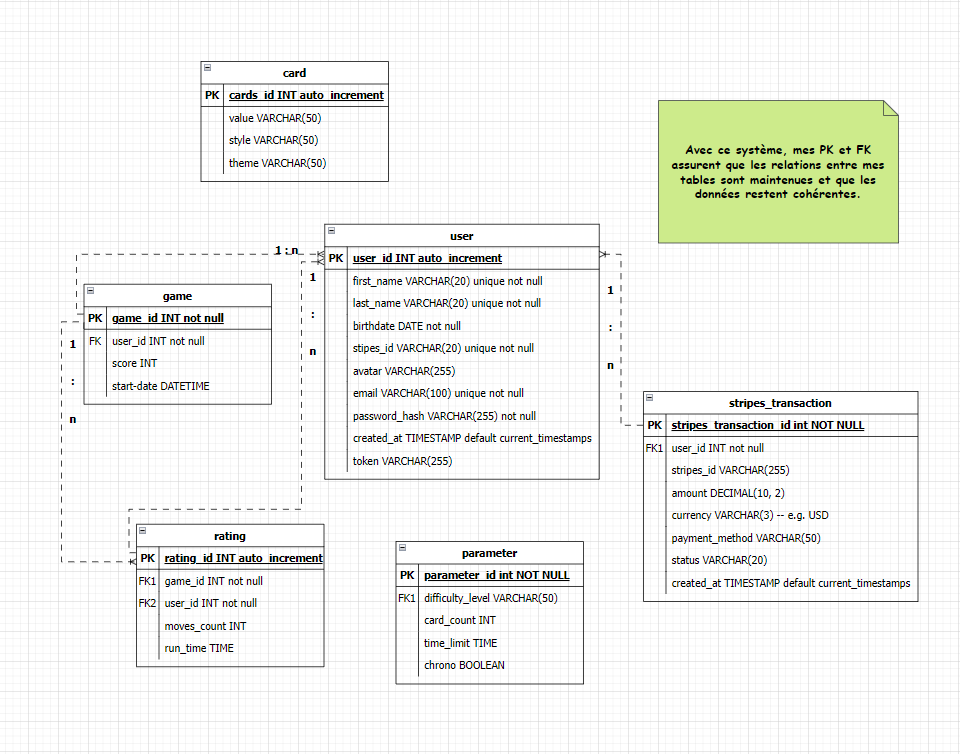 card
PK cards_id INT auto_increment
value VARCHAR(50)
style VARCHAR(50)
theme VARCHAR(50)
Avec ce système, mes PK et FK
assurent que les relations entre mes
tables sont maintenues et que les
données restent cohérentes.
1 : n
user
PK user_id INT auto_increment
first_name VARCHAR(20) unique not null
last_name VARCHAR(20) unique not null
birthdate DATE not null
stipes_id VARCHAR(20) unique not null
avatar VARCHAR(255)
email VARCHAR(100) unique not null
password_hash VARCHAR(255) not null
created_at TIMESTAMP default current_timestamps
token VARCHAR(255)
1
:
n
1
:
n
game
PK game_id INT not null
FK user_id INT not null
score INT
start-date DATETIME
1
:
n
stripes_transaction
PK stripes_transaction_id int NOT NULL
FK1 user_id INT not null
stripes_id VARCHAR(255)
amount DECIMAL(10, 2)
currency VARCHAR(3) -- e.g. USD
payment_method VARCHAR(50)
status VARCHAR(20)
created_at TIMESTAMP default current_timestamps
rating
PK rating_id INT auto_increment
FK1 game_id INT not null
FK2 user_id INT not null
moves_count INT
run_time TIME
parameter
PK parameter_id int NOT NULL
FK1 difficulty_level VARCHAR(50)
card_count INT
time_limit TIME
chrono BOOLEAN